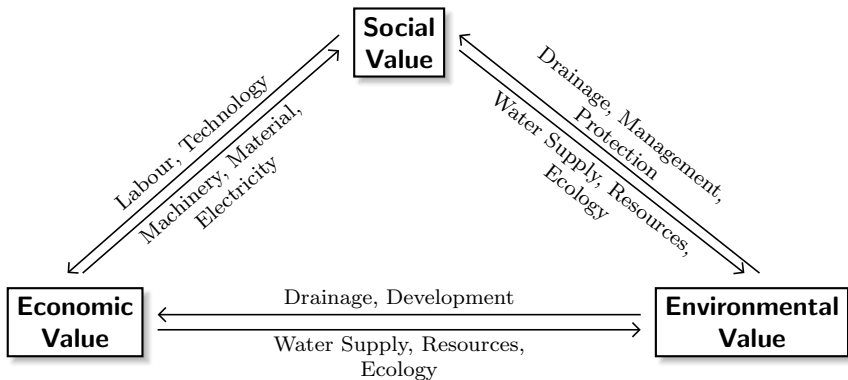 Social
Value
Labour, Technology
Machinery, Material,
Electricity
Drainage, Management,
Protection
Water Supply, Resources,
Ecology
Economic
Value
Drainage, Development
Water Supply, Resources,
Ecology
Environmental
Value